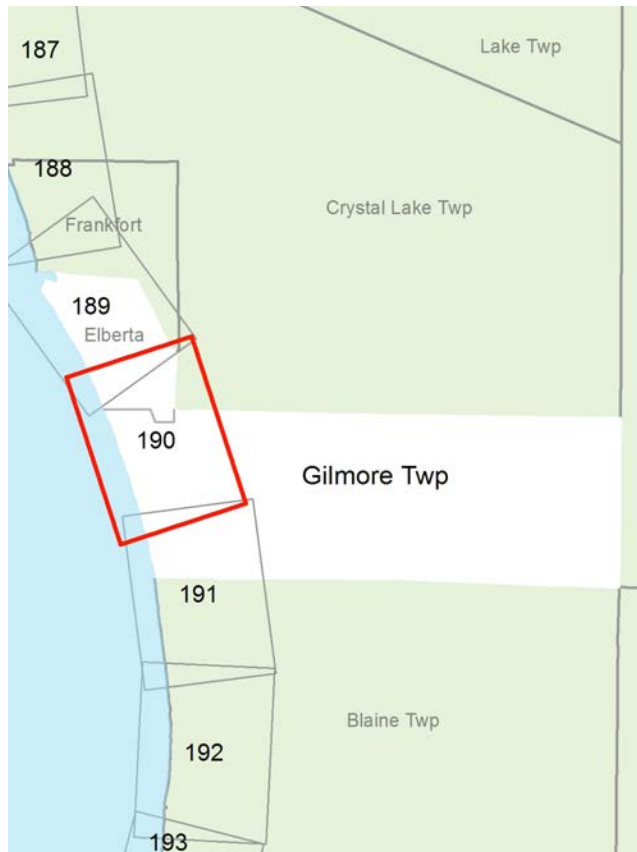 187
Lake Twp
188
Crystal Lake Twp
Frankfort
189
Elberta
190
Gilmore Twp
191
Blaine Twp
192
193